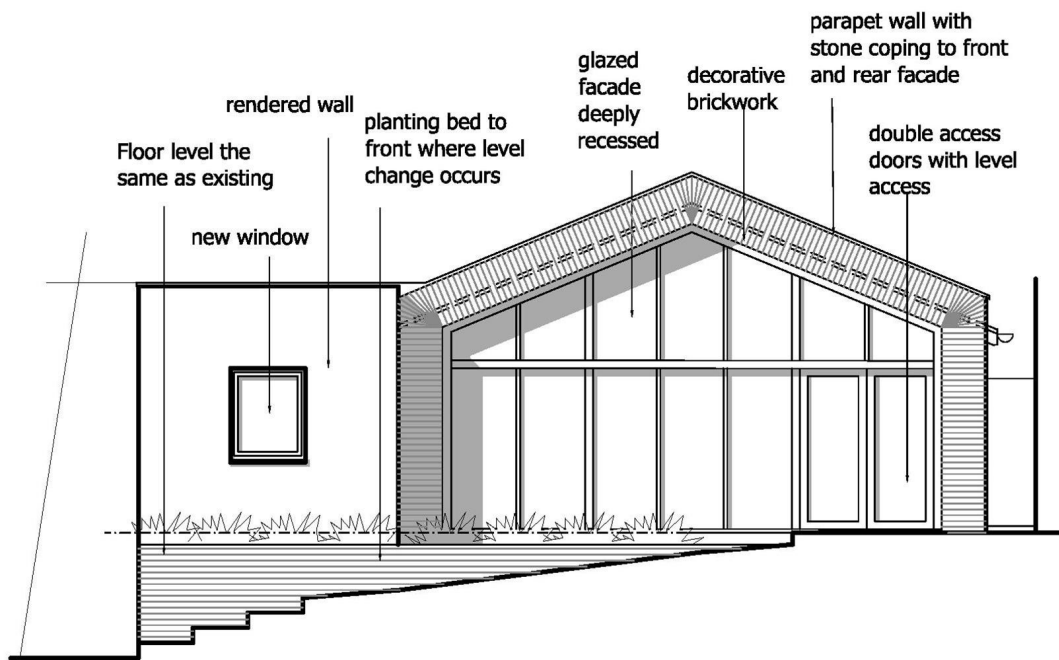 parapet wall with
stone coping to front
and rear facade
glazed
facade
deeply
recessed
decorative
brickwork
rendered wall
planting bed to
front where level
change occurs
double access
doors with level
access
Floor level the
same as existing
new window